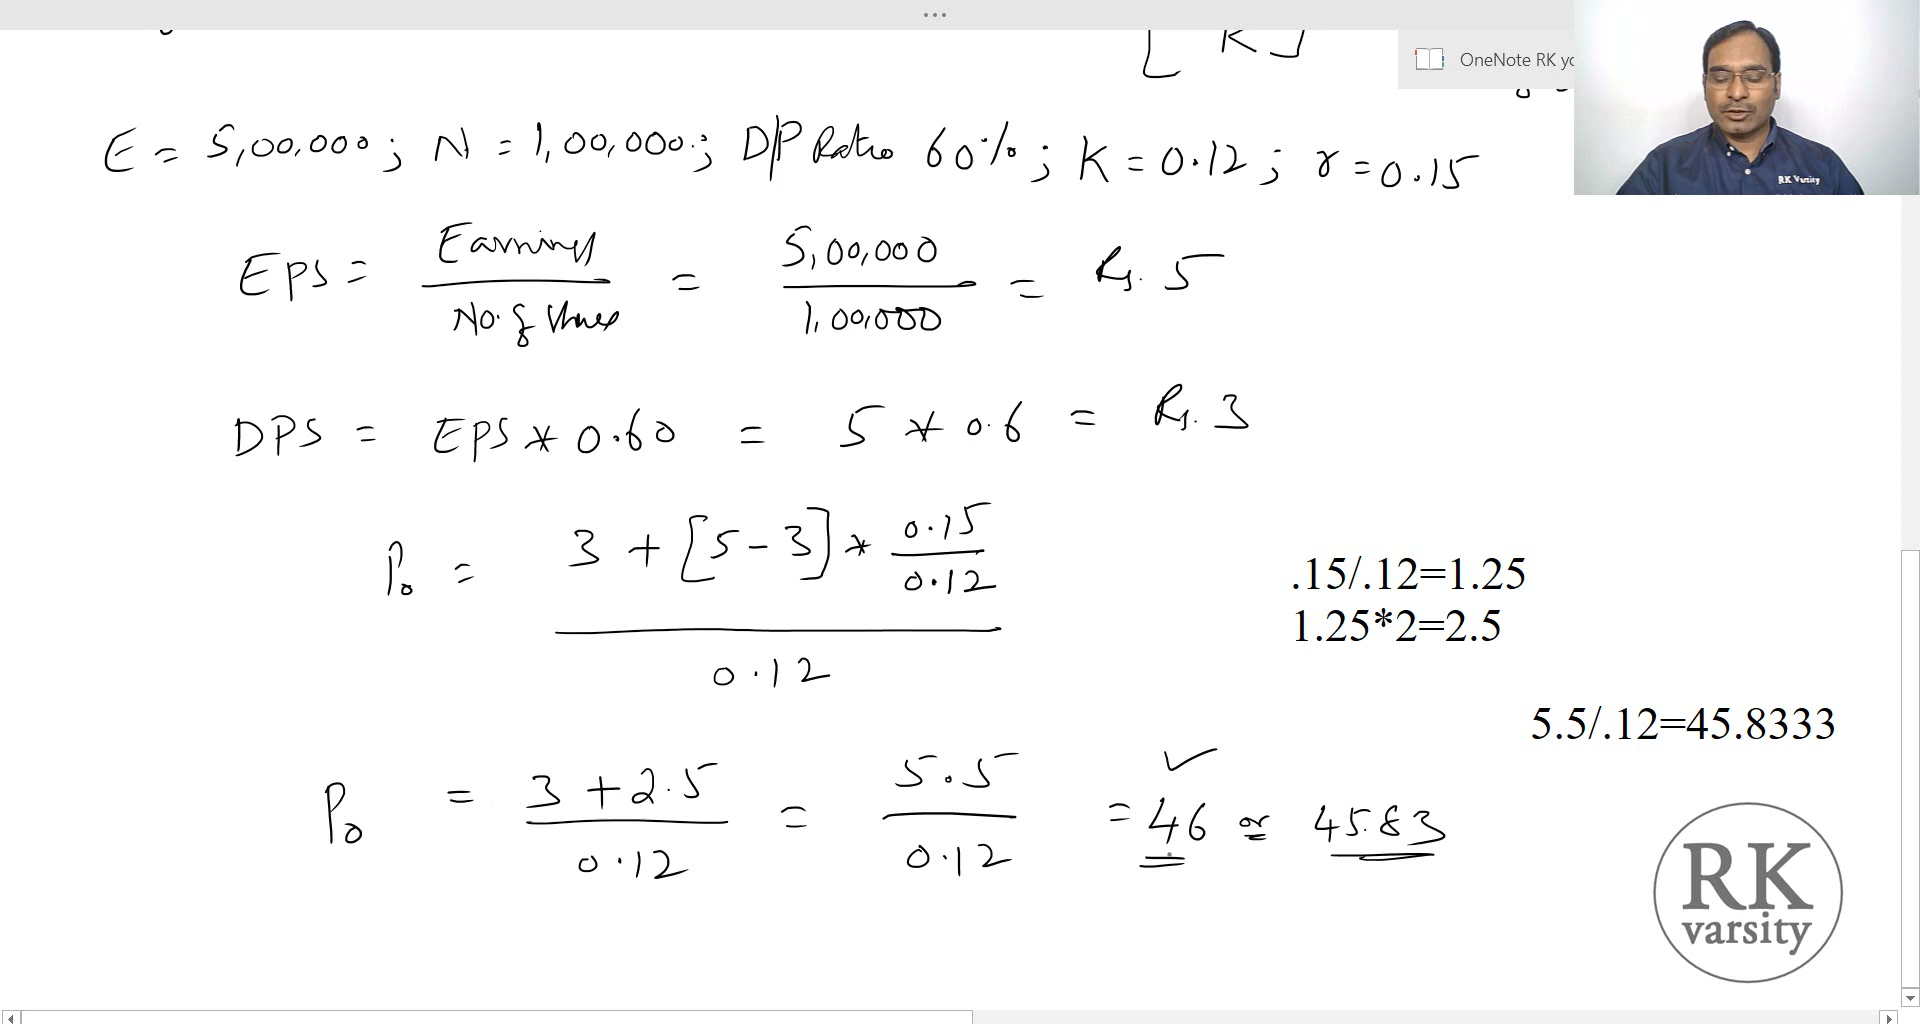 [ K ]
OneNote RK yo
E = 5,00,000; N = 1,00,000; D/P Ratio 60%; K = 0.12; r = 0.15
RK Varsity
EPS = Earnings / No. of shares = 5,00,000 / 1,00,000 = Rs. 5
DPS = EPS * 0.60 = 5 * 0.6 = Rs. 3
P0 = 3 + [5 - 3] * 0.15 / 0.12
0.12
.15/.12=1.25
1.25*2=2.5
5.5/.12=45.8333
P0 = 3 + 2.5 / 0.12 = 5.5 / 0.12 = 46 or 45.83
RK
varsity